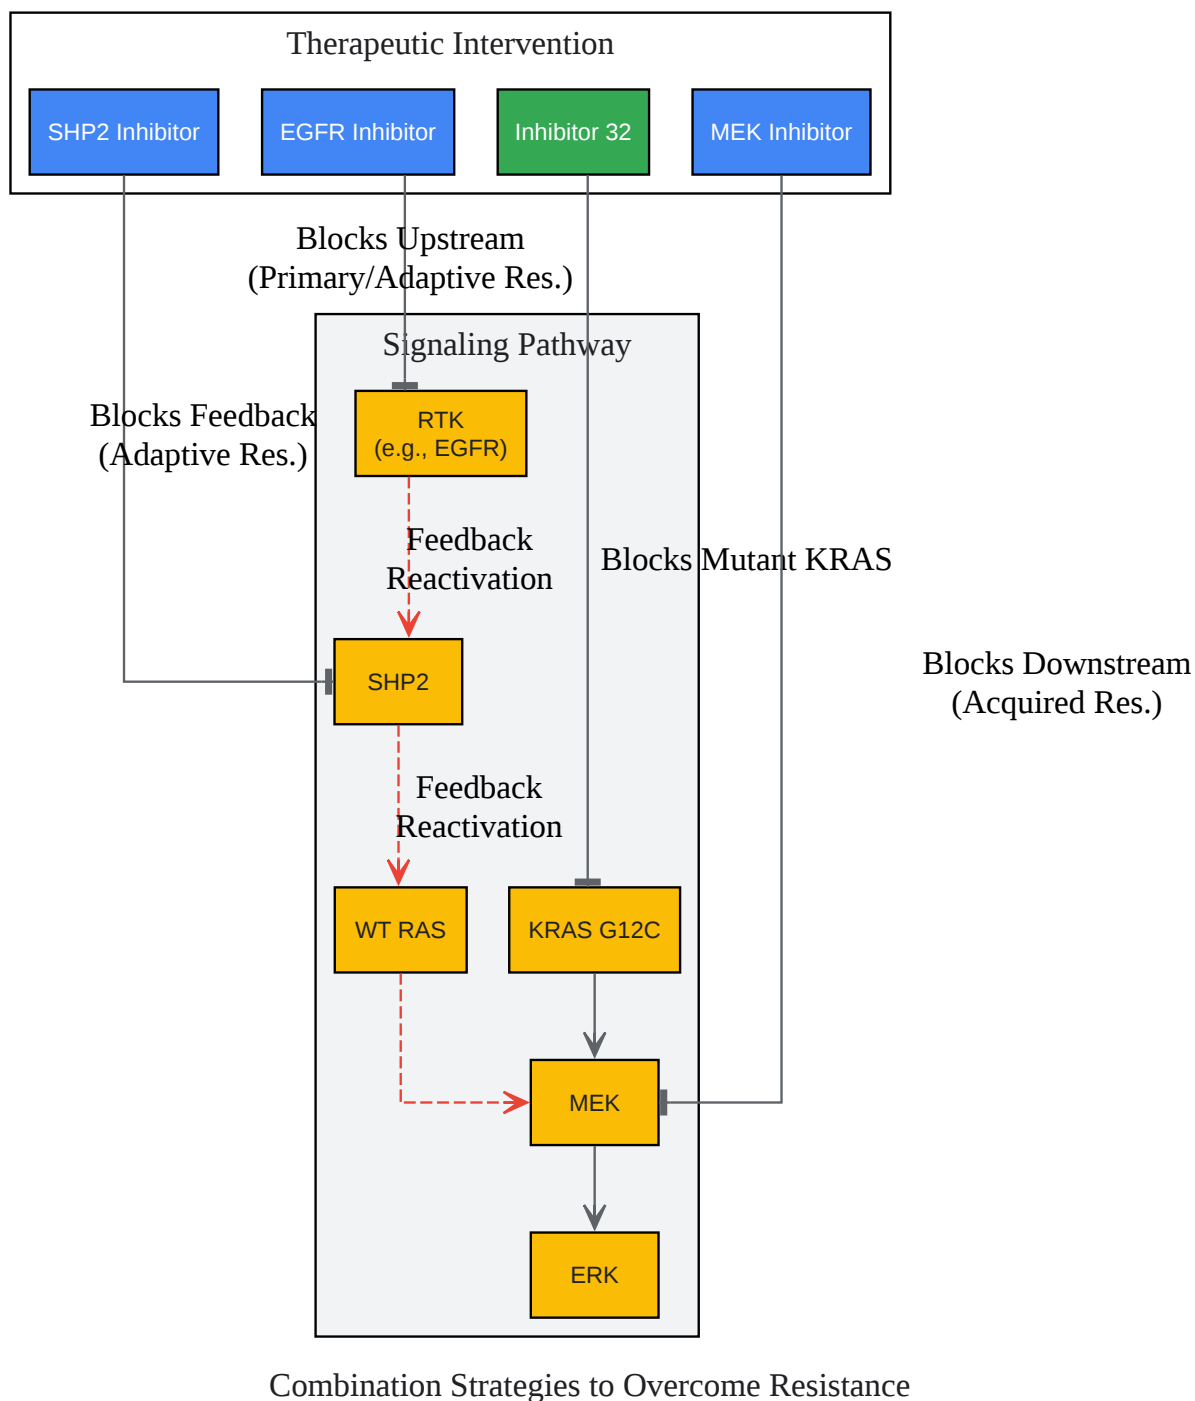 Therapeutic Intervention
SHP2 Inhibitor
EGFR Inhibitor
Inhibitor 32
MEK Inhibitor
Blocks Upstream
(Primary/Adaptive Res.)
Signaling Pathway
RTK
(e.g., EGFR)
Blocks Feedback
(Adaptive Res.)
Feedback
Reactivation
Blocks Mutant KRAS
SHP2
Blocks Downstream
(Acquired Res.)
Feedback
Reactivation
WT RAS
KRAS G12C
MEK
ERK
Combination Strategies to Overcome Resistance